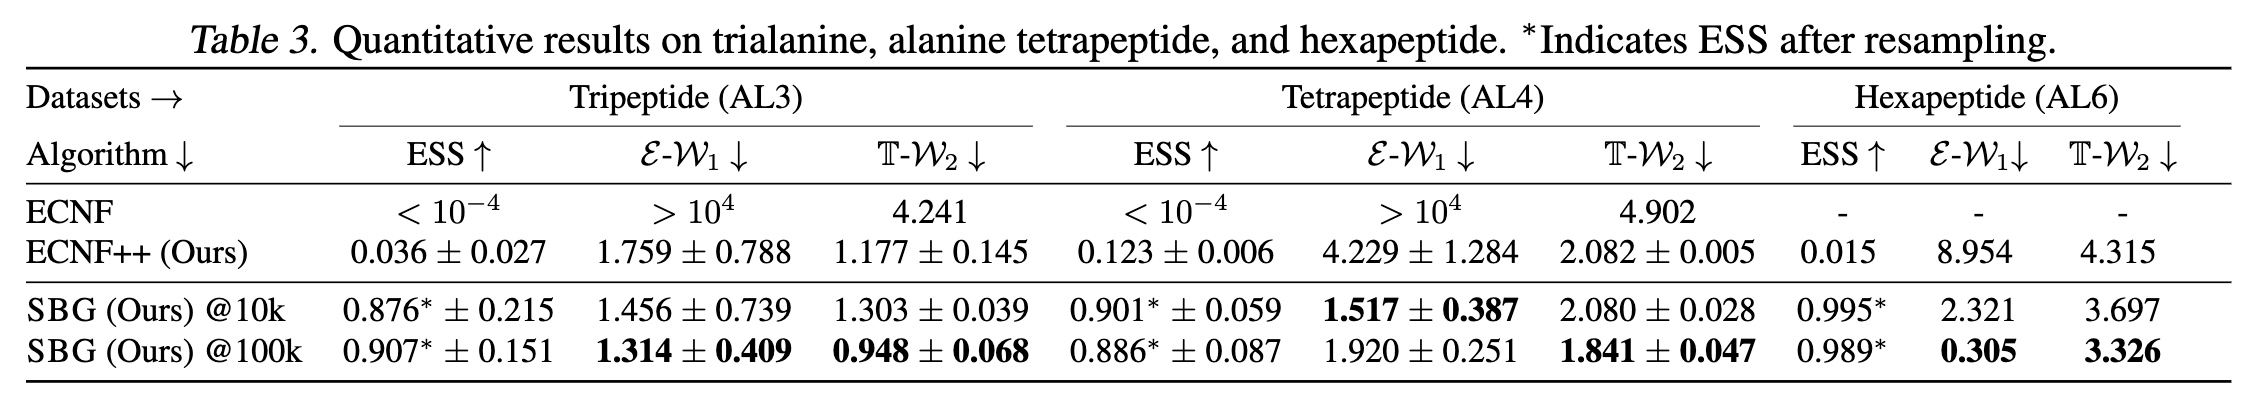 Table 3. Quantitative results on trialanine, alanine tetrapeptide, and hexapeptide. *Indicates ESS after resampling.
Datasets → Tripeptide (AL3) Tetrapeptide (AL4) Hexapeptide (AL6)
Algorithm ↓ ESS ↑ ℰ-𝒲₁ ↓ 𝕋-𝒲₂ ↓ ESS ↑ ℰ-𝒲₁ ↓ 𝕋-𝒲₂ ↓ ESS ↑ ℰ-𝒲₁↓ 𝕋-𝒲₂ ↓
ECNF < 10⁻⁴ > 10⁴ 4.241 < 10⁻⁴ > 10⁴ 4.902 - - -
ECNF++ (Ours) 0.036 ± 0.027 1.759 ± 0.788 1.177 ± 0.145 0.123 ± 0.006 4.229 ± 1.284 2.082 ± 0.005 0.015 8.954 4.315
SBG (Ours) @10k 0.876* ± 0.215 1.456 ± 0.739 1.303 ± 0.039 0.901* ± 0.059 1.517 ± 0.387 2.080 ± 0.028 0.995* 2.321 3.697
SBG (Ours) @100k 0.907* ± 0.151 1.314 ± 0.409 0.948 ± 0.068 0.886* ± 0.087 1.920 ± 0.251 1.841 ± 0.047 0.989* 0.305 3.326